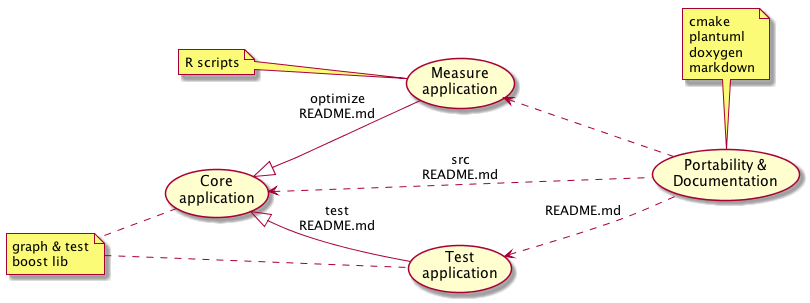 cmake
plantuml
doxygen
markdown
R scripts
Measure
application
optimize
README.md
src
README.md
Portability &
Documentation
Core
application
test
README.md
README.md
graph & test
boost lib
Test
application